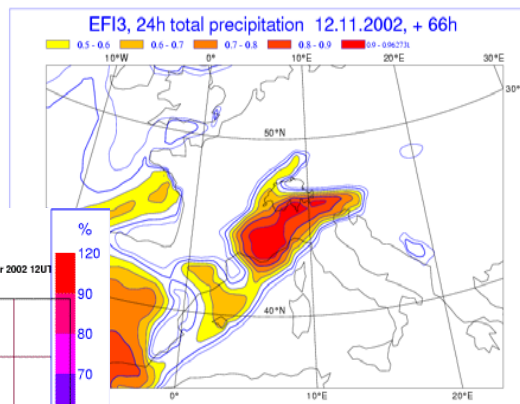 EFI3, 24h total precipitation 12.11.2002, + 66h
0.5 - 0.6 0.6 - 0.7 0.7 - 0.8 0.8 - 0.9 0.9 - 0.962731
10°W 0° 10°E 20°E 30°E
30°
50°N
40°N
0° 10°E 20°E
%
r 2002 12UT
120
90
80
70